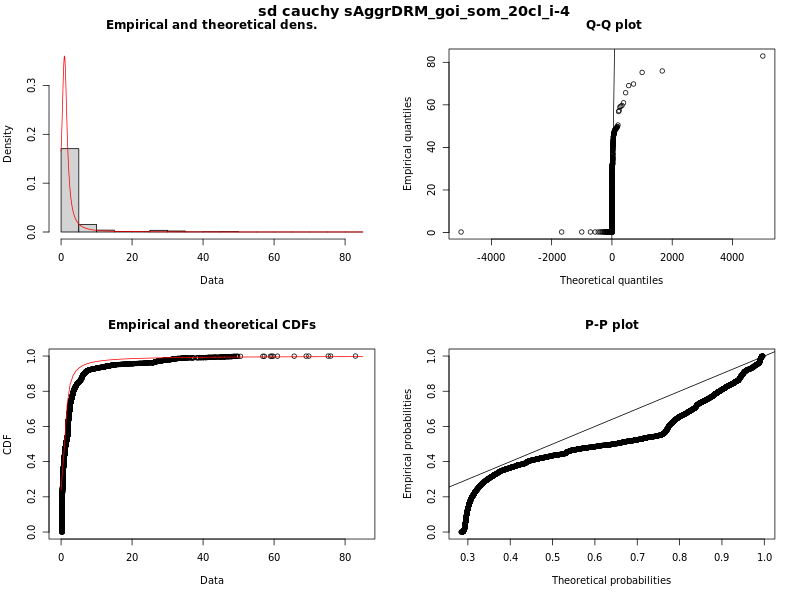 sd cauchy sAggrDRM_goi_som_20cl_i-4
Empirical and theoretical dens.
Density
0.0 0.1 0.2 0.3
0 20 40 60 80
Data
Q-Q plot
Empirical quantiles
0 20 40 60 80
-4000 -2000 0 2000 4000
Theoretical quantiles
Empirical and theoretical CDFs
CDF
0.0 0.2 0.4 0.6 0.8 1.0
0 20 40 60 80
Data
P-P plot
Empirical probabilities
0.0 0.2 0.4 0.6 0.8 1.0
0.3 0.4 0.5 0.6 0.7 0.8 0.9 1.0
Theoretical probabilities